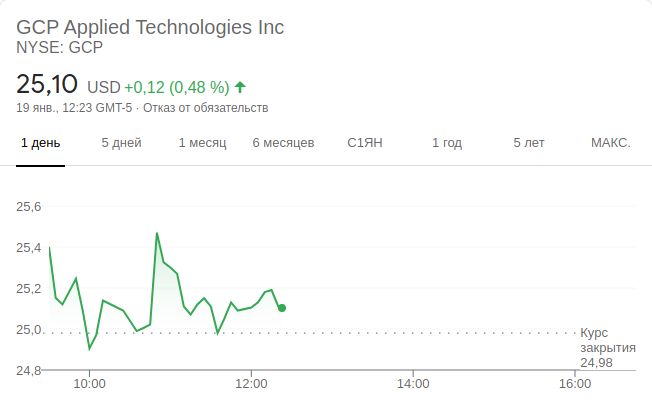 GCP Applied Technologies Inc
NYSE: GCP
25,10 USD +0,12 (0,48 %)
19 янв., 12:23 GMT-5 · Отказ от обязательств
1 день 5 дней 1 месяц 6 месяцев С1ЯН 1 год 5 лет МАКС.
25,6
25,4
25,2
25,0
24,8
Курс
закрытия
24,98
10:00 12:00 14:00 16:00